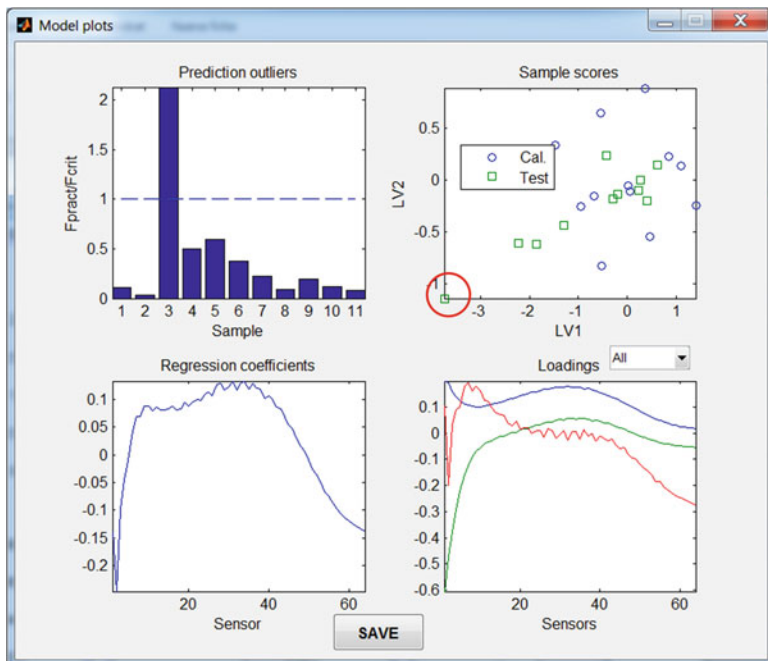 Model plots
Prediction outliers
Fpract/Fcrit
2
1.5
1
0.5
0
1 2 3 4 5 6 7 8 9 10 11
Sample
Sample scores
LV2
0.5
0
-0.5
-1
Cal.
Test
-3 -2 -1 0 1
LV1
Regression coefficients
0.1
0.05
0
-0.05
-0.1
-0.15
-0.2
20 40 60
Sensor
Loadings
All
0.1
0
-0.1
-0.2
-0.3
-0.4
-0.5
-0.6
20 40 60
Sensors
SAVE